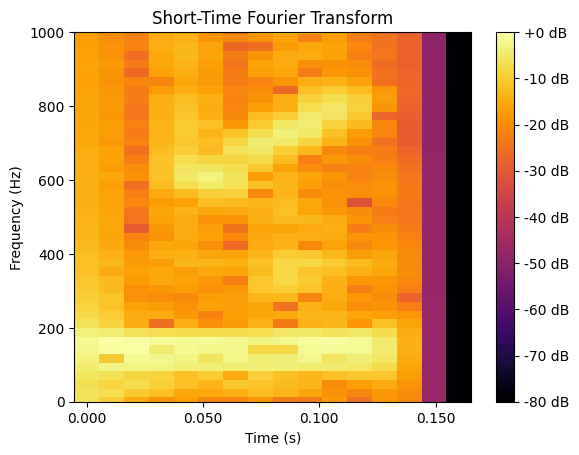 Short-Time Fourier Transform
1000
800
600
400
200
0
Frequency (Hz)
0.000
0.050
0.100
0.150
Time (s)
+0 dB
-10 dB
-20 dB
-30 dB
-40 dB
-50 dB
-60 dB
-70 dB
-80 dB